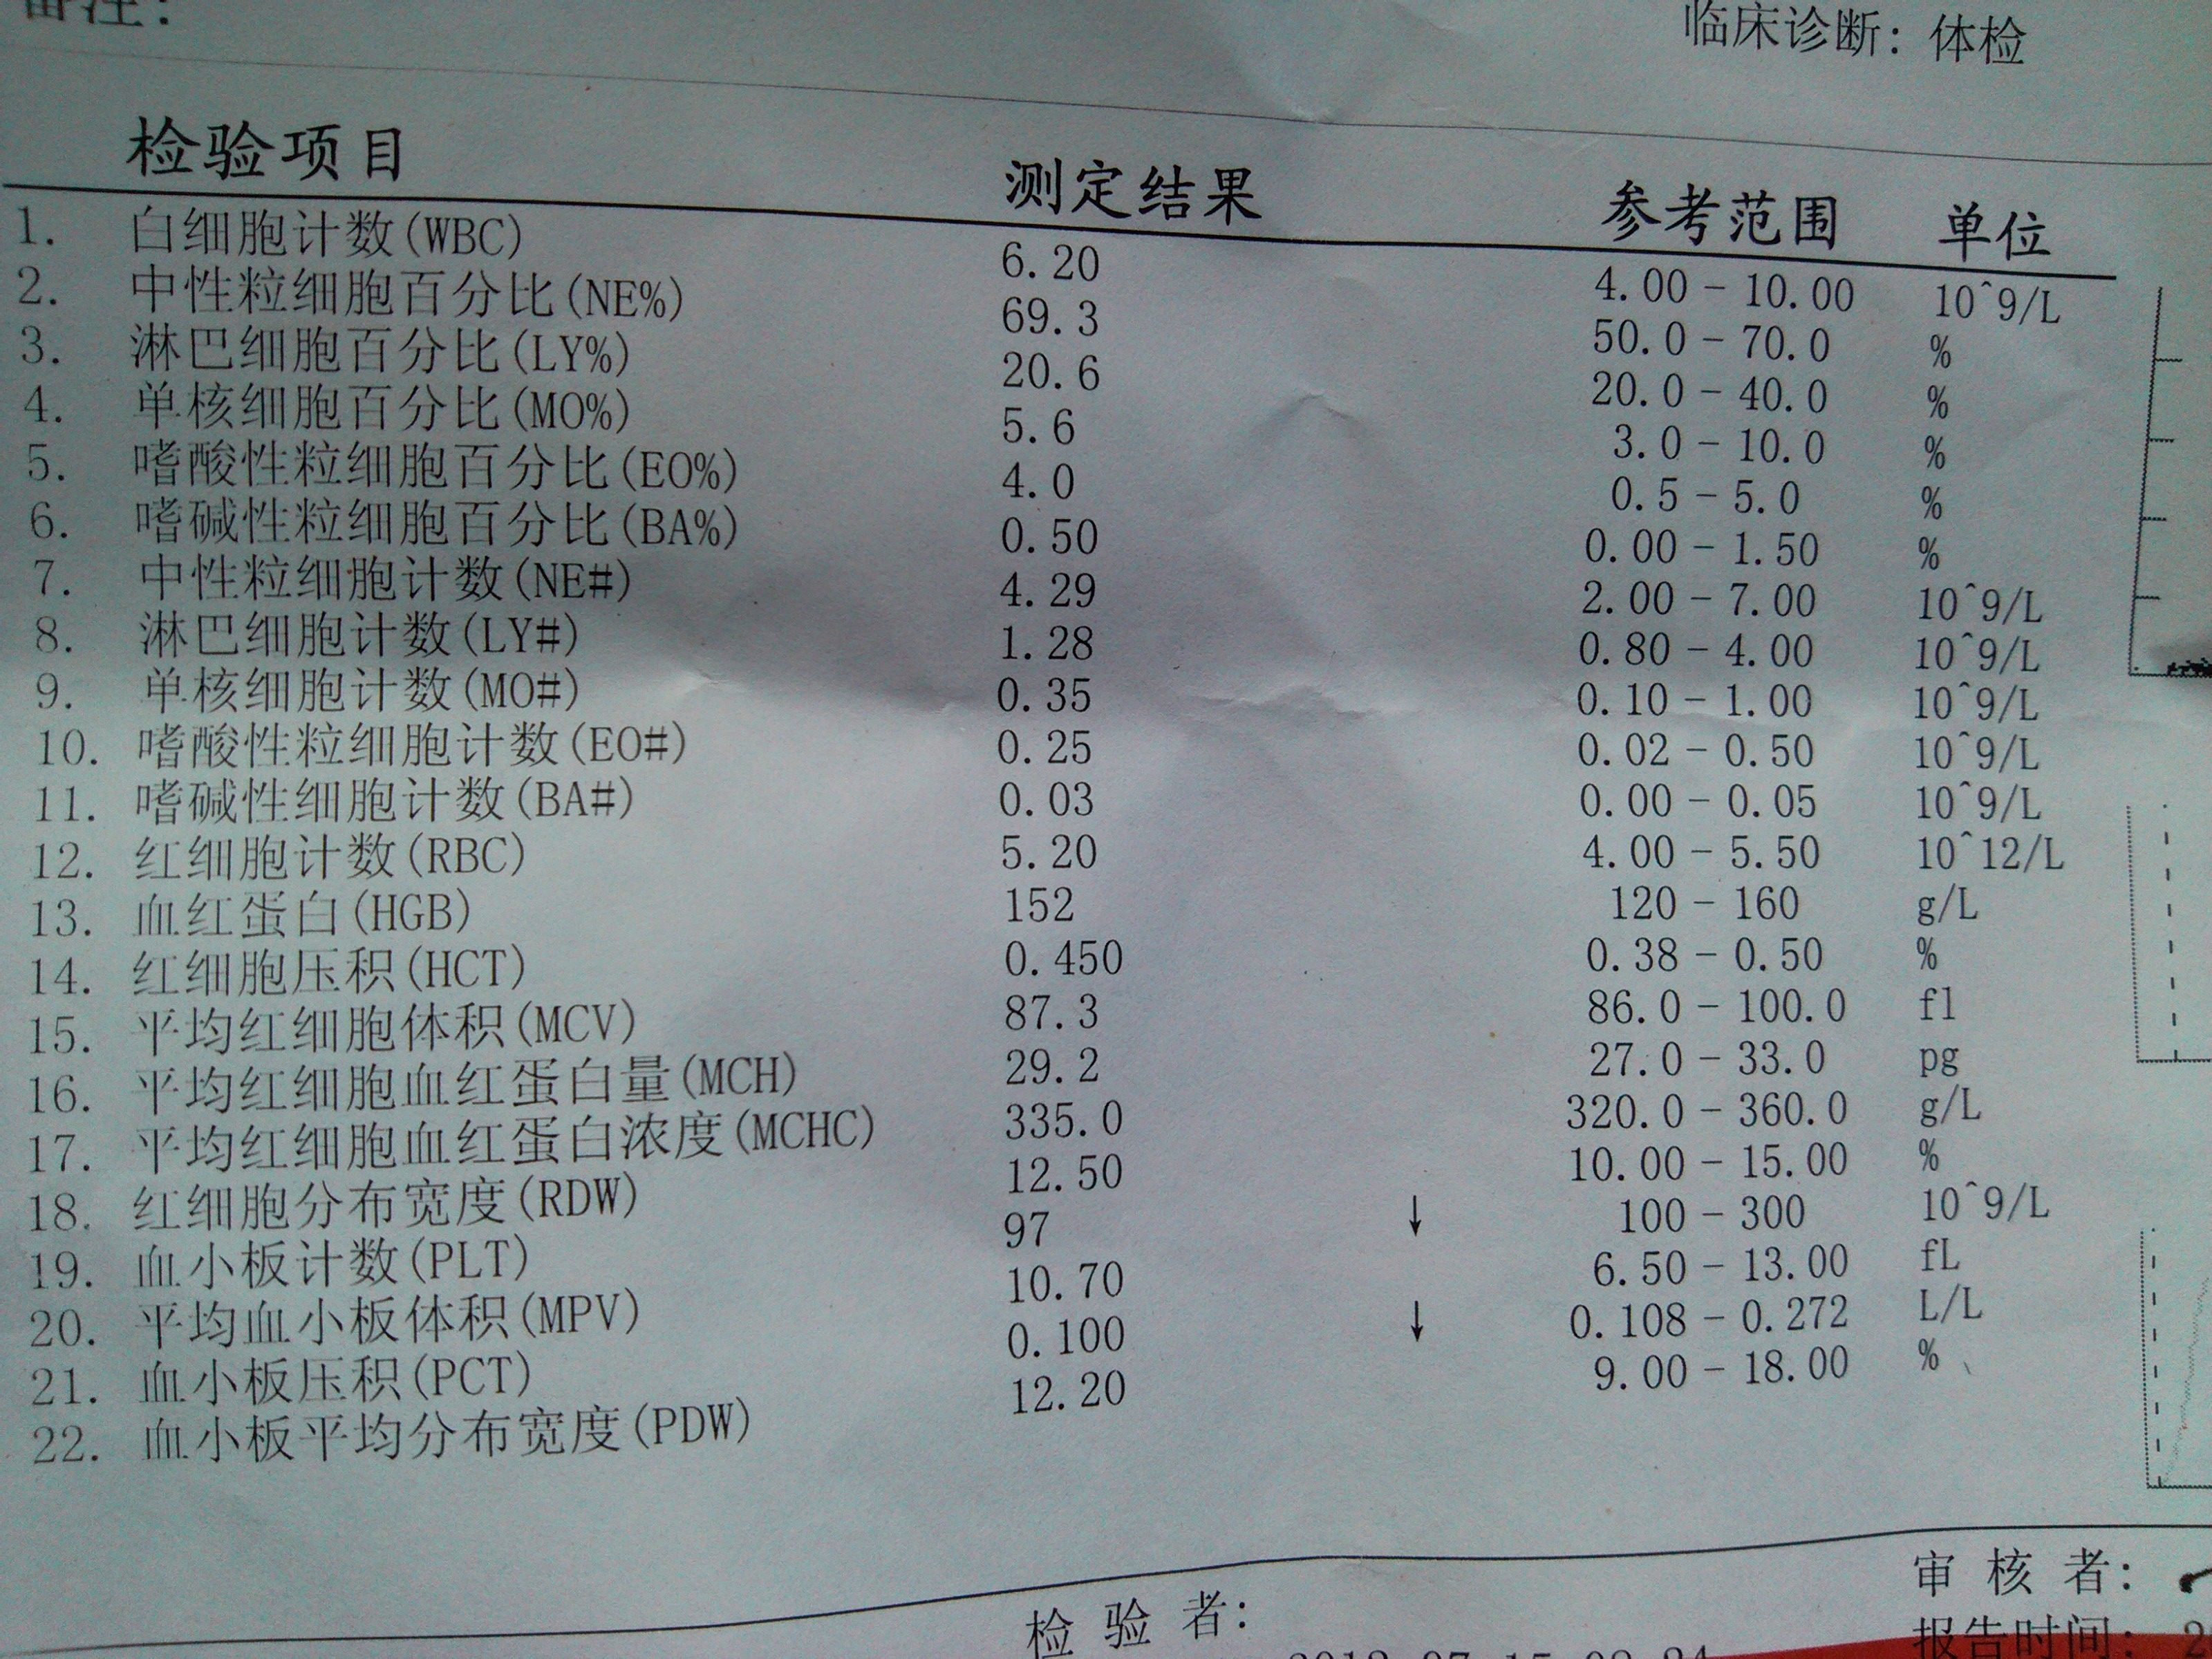 备注:
临床诊断: 体检
检验项目 测定结果 参考范围 单位
1. 白细胞计数(WBC) 6.20 4.00-10.00 10^9/L
2. 中性粒细胞百分比(NE%) 69.3 50.0-70.0 %
3. 淋巴细胞百分比(LY%) 20.6 20.0-40.0 %
4. 单核细胞百分比(MO%) 5.6 3.0-10.0 %
5. 嗜酸性粒细胞百分比(EO%) 4.0 0.5-5.0 %
6. 嗜碱性粒细胞百分比(BA%) 0.50 0.00-1.50 %
7. 中性粒细胞计数(NE#) 4.29 2.00-7.00 10^9/L
8. 淋巴细胞计数(LY#) 1.28 0.80-4.00 10^9/L
9. 单核细胞计数(MO#) 0.35 0.10-1.00 10^9/L
10. 嗜酸性粒细胞计数(EO#) 0.25 0.02-0.50 10^9/L
11. 嗜碱性细胞计数(BA#) 0.03 0.00-0.05 10^9/L
12. 红细胞计数(RBC) 5.20 4.00-5.50 10^12/L
13. 血红蛋白(HGB) 152 120-160 g/L
14. 红细胞压积(HCT) 0.450 0.38-0.50 %
15. 平均红细胞体积(MCV) 87.3 86.0-100.0 fl
16. 平均红细胞血红蛋白量(MCH) 29.2 27.0-33.0 pg
17. 平均红细胞血红蛋白浓度(MCHC) 335.0 320.0-360.0 g/L
18. 红细胞分布宽度(RDW) 12.50 10.00-15.00 %
19. 血小板计数(PLT) 97 ↓ 100-300 10^9/L
20. 平均血小板体积(MPV) 10.70 6.50-13.00 fL
21. 血小板压积(PCT) 0.100 ↓ 0.108-0.272 L/L
22. 血小板平均分布宽度(PDW) 12.20 9.00-18.00 %
检 验 者:
审 核 者:
报告时间: